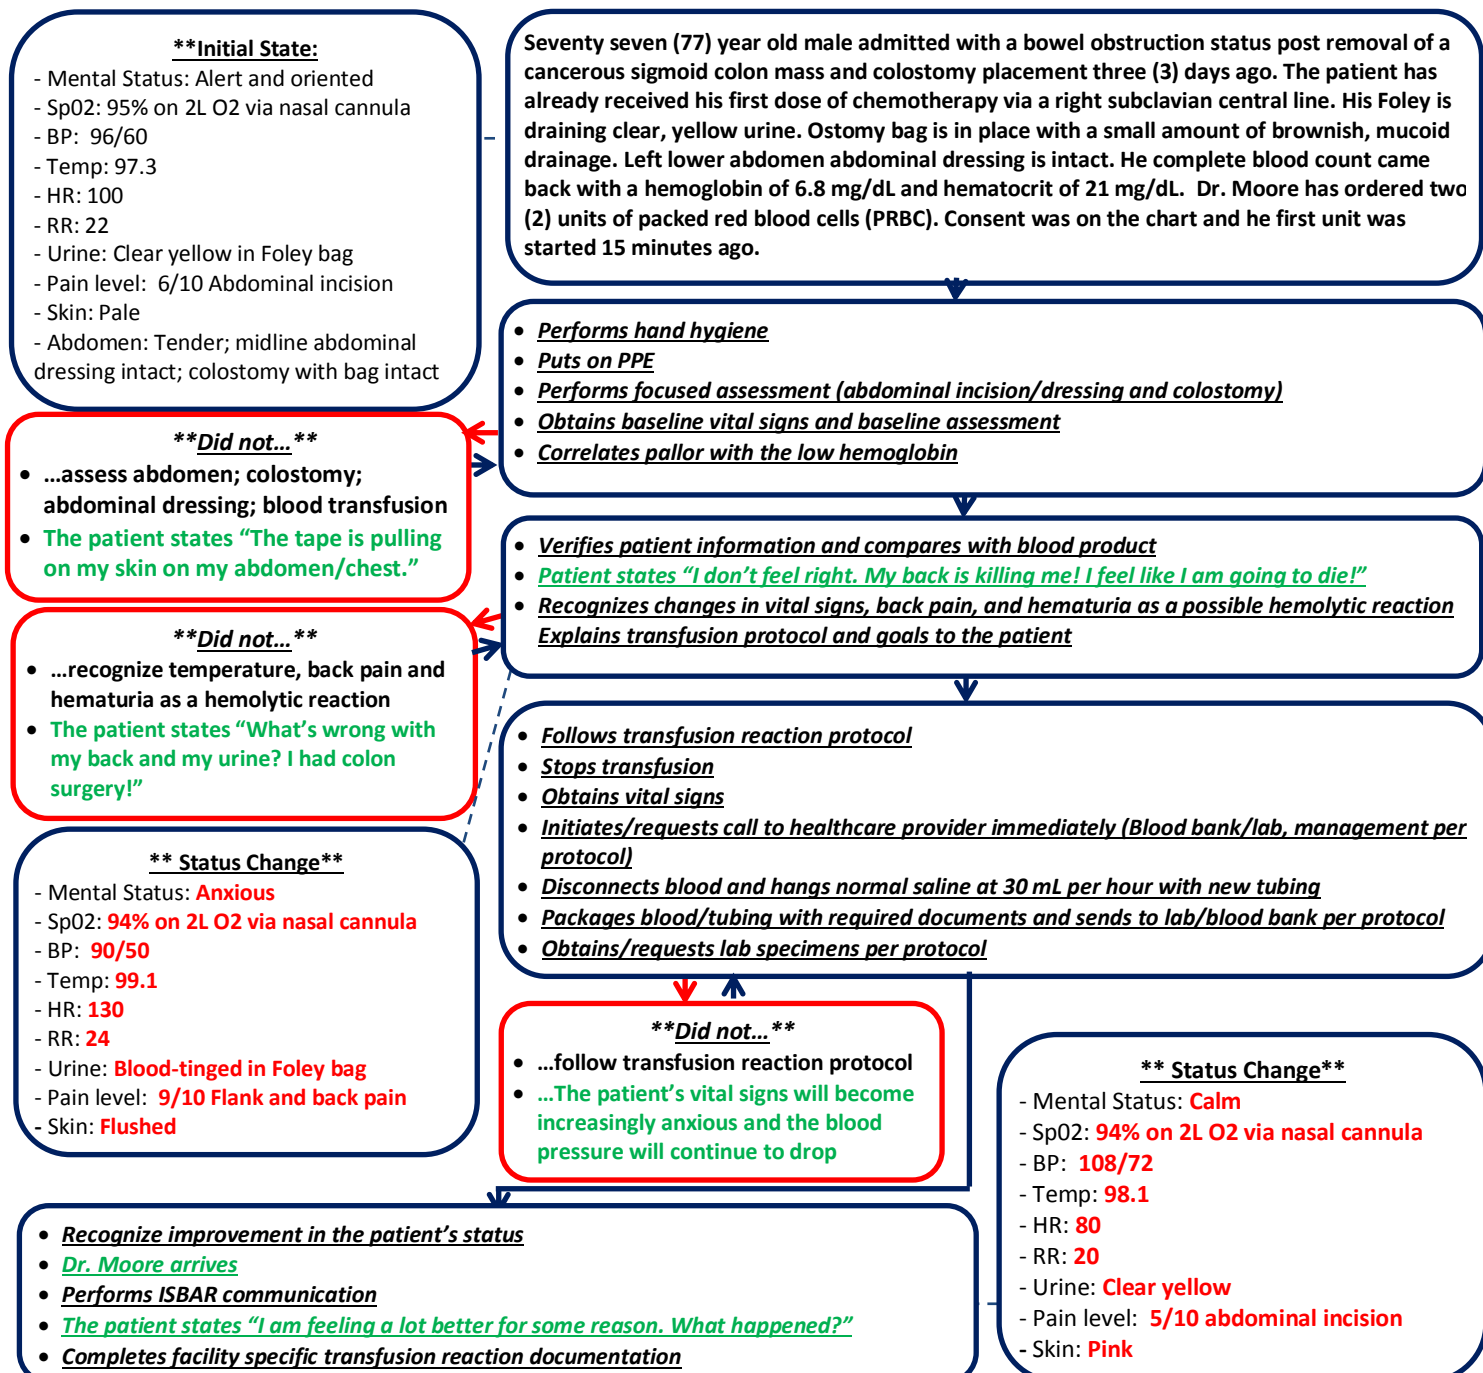 **Initial State:
- Mental Status: Alert and oriented
- Sp02: 95% on 2L O2 via nasal cannula
- BP:  96/60
- Temp: 97.3
- HR: 100
- RR: 22
- Urine: Clear yellow in Foley bag
- Pain level:  6/10 Abdominal incision
- Skin: Pale
- Abdomen: Tender; midline abdominal
dressing intact; colostomy with bag intact
Seventy seven (77) year old male admitted with a bowel obstruction status post removal of a
cancerous sigmoid colon mass and colostomy placement three (3) days ago. The patient has
already received his first dose of chemotherapy via a right subclavian central line. His Foley is
draining clear, yellow urine. Ostomy bag is in place with a small amount of brownish, mucoid
drainage. Left lower abdomen abdominal dressing is intact. He complete blood count came
back with a hemoglobin of 6.8 mg/dL and hematocrit of 21 mg/dL.  Dr. Moore has ordered two
(2) units of packed red blood cells (PRBC). Consent was on the chart and he first unit was
started 15 minutes ago.
• Performs hand hygiene
• Puts on PPE
• Performs focused assessment (abdominal incision/dressing and colostomy)
• Obtains baseline vital signs and baseline assessment
• Correlates pallor with the low hemoglobin
**Did not…**
• …assess abdomen; colostomy;
abdominal dressing; blood transfusion
• The patient states “The tape is pulling
on my skin on my abdomen/chest.”
• Verifies patient information and compares with blood product
• Patient states “I don’t feel right. My back is killing me! I feel like I am going to die!”
• Recognizes changes in vital signs, back pain, and hematuria as a possible hemolytic reaction
Explains transfusion protocol and goals to the patient
**Did not…**
• …recognize temperature, back pain and
hematuria as a hemolytic reaction
• The patient states “What’s wrong with
my back and my urine? I had colon
surgery!”
• Follows transfusion reaction protocol
• Stops transfusion
• Obtains vital signs
• Initiates/requests call to healthcare provider immediately (Blood bank/lab, management per
protocol)
• Disconnects blood and hangs normal saline at 30 mL per hour with new tubing
• Packages blood/tubing with required documents and sends to lab/blood bank per protocol
• Obtains/requests lab specimens per protocol
** Status Change**
- Mental Status: Anxious
- Sp02: 94% on 2L O2 via nasal cannula
- BP:  90/50
- Temp: 99.1
- HR: 130
- RR: 24
- Urine: Blood-tinged in Foley bag
- Pain level:  9/10 Flank and back pain
- Skin: Flushed
**Did not…**
• …follow transfusion reaction protocol
• …The patient’s vital signs will become
increasingly anxious and the blood
pressure will continue to drop
** Status Change**
- Mental Status: Calm
- Sp02: 94% on 2L O2 via nasal cannula
- BP:  108/72
- Temp: 98.1
- HR: 80
- RR: 20
- Urine: Clear yellow
- Pain level:  5/10 abdominal incision
- Skin: Pink
• Recognize improvement in the patient’s status
• Dr. Moore arrives
• Performs ISBAR communication
• The patient states “I am feeling a lot better for some reason. What happened?”
• Completes facility specific transfusion reaction documentation